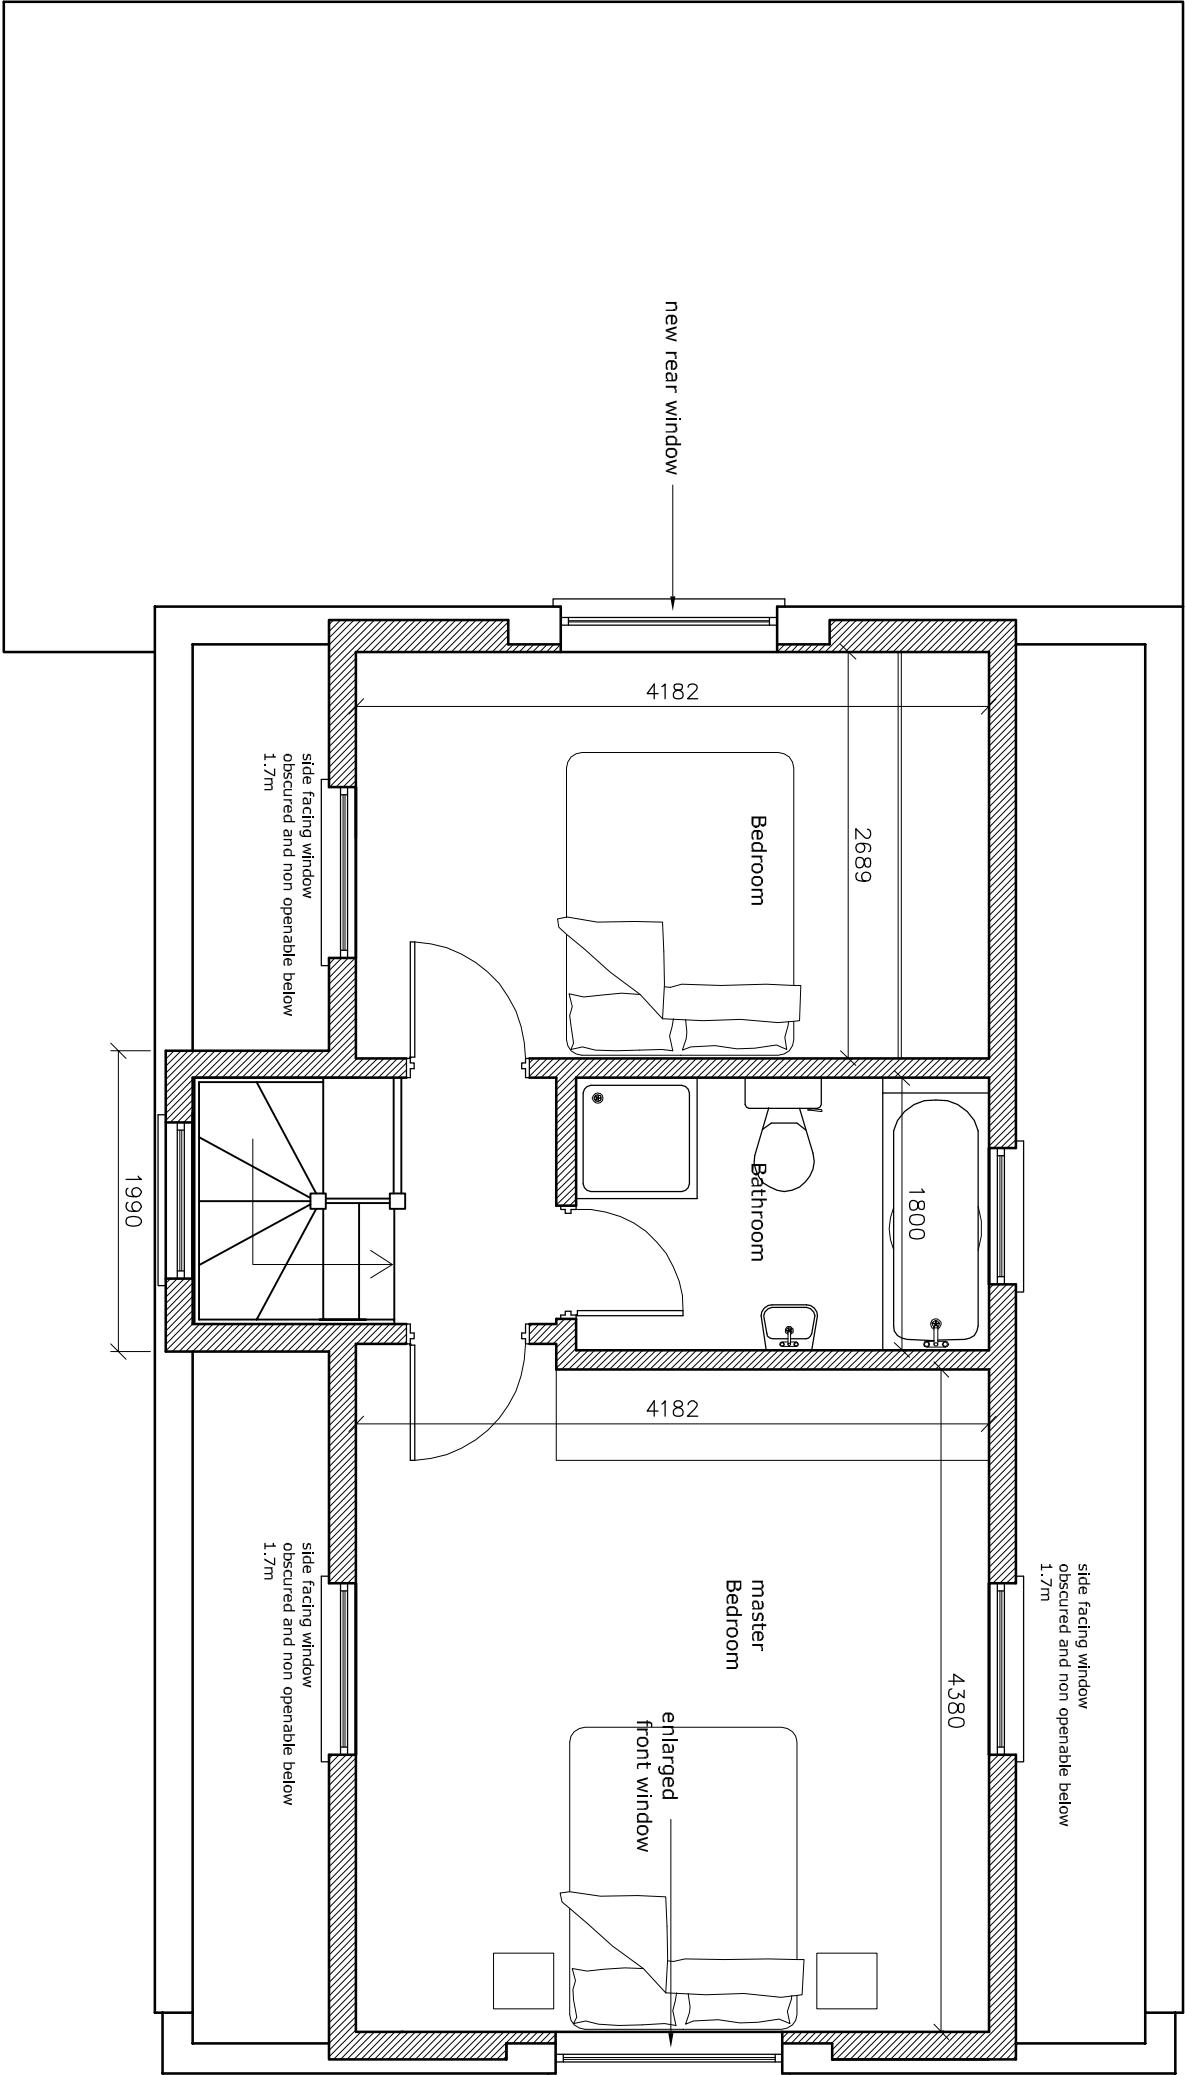 new rear window
4182
2689
Bedroom
side facing window
obscured and non openable below
1.7m
1990
1800
Bathroom
4182
side facing window
obscured and non openable below
1.7m
master
Bedroom
4380
enlarged
front window
side facing window
obscured and non openable below
1.7m